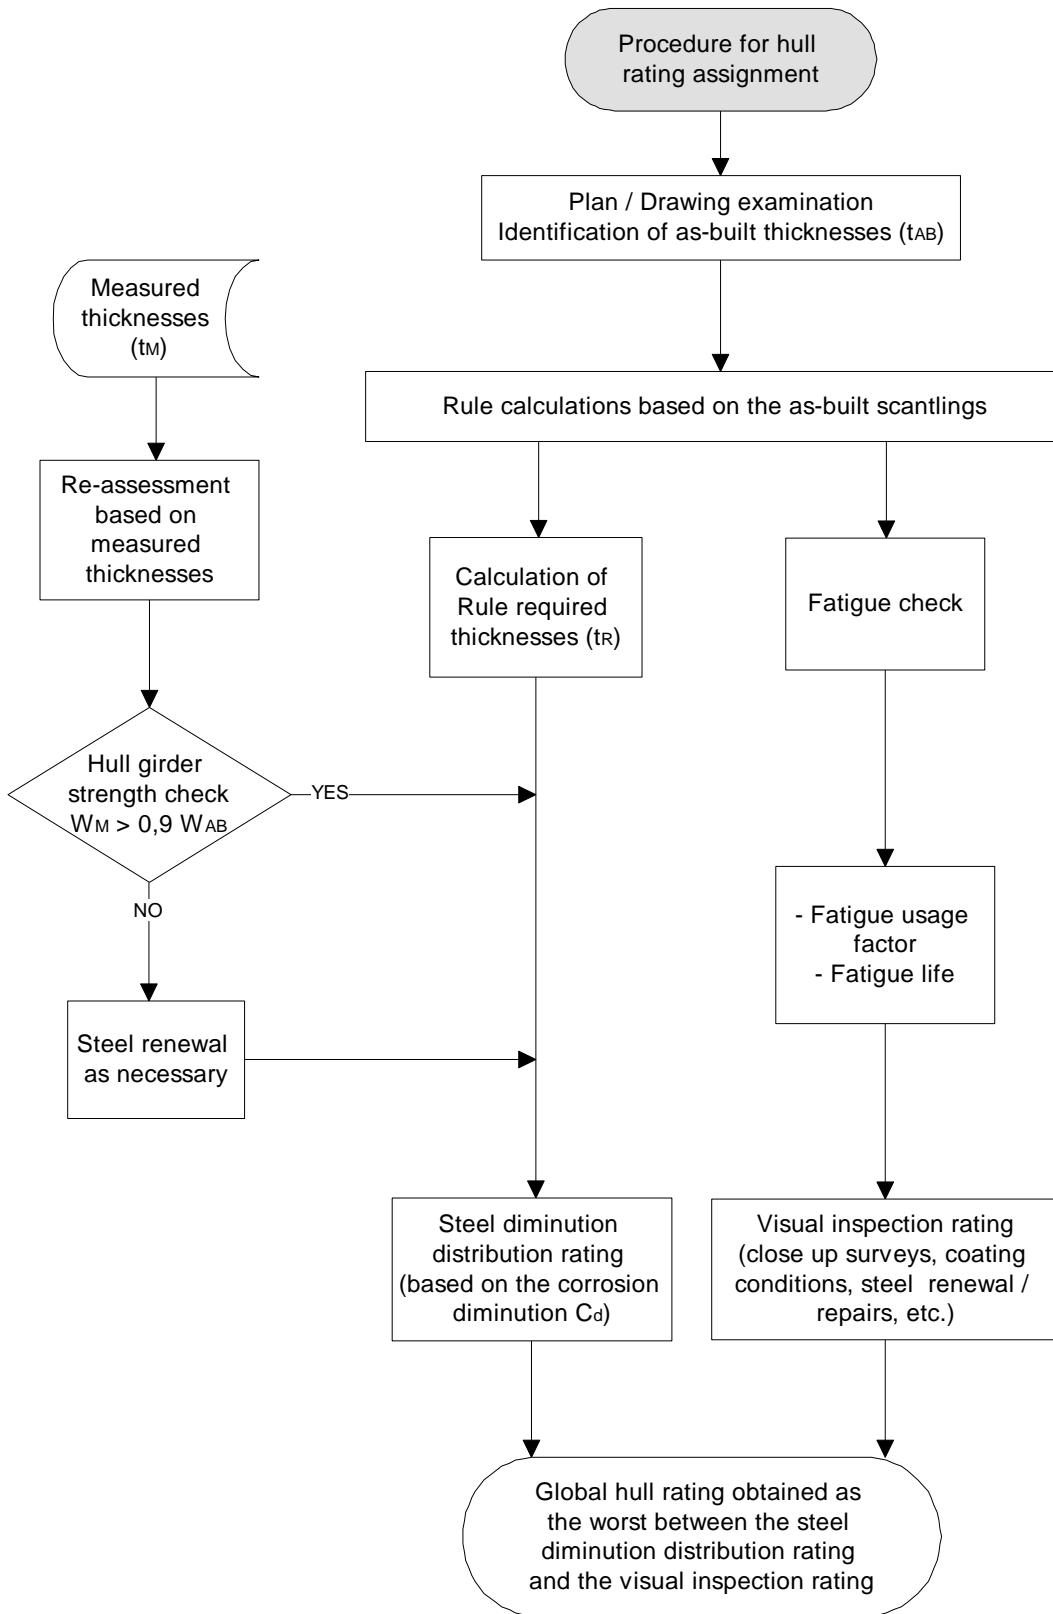 Procedure for hull
rating assignment
Plan / Drawing examination
Identification of as-built thicknesses (tAB)
Measured
thicknesses
(tM)
Rule calculations based on the as-built scantlings
Re-assessment
based on
measured
thicknesses
Calculation of
Rule required
thicknesses (tR)
Fatigue check
Hull girder
strength check
WM > 0,9 WAB
YES
NO
- Fatigue usage
factor
- Fatigue life
Steel renewal
as necessary
Steel diminution
distribution rating
(based on the corrosion
diminution Cd)
Visual inspection rating
(close up surveys, coating
conditions, steel renewal /
repairs, etc.)
Global hull rating obtained as
the worst between the steel
diminution distribution rating
and the visual inspection rating